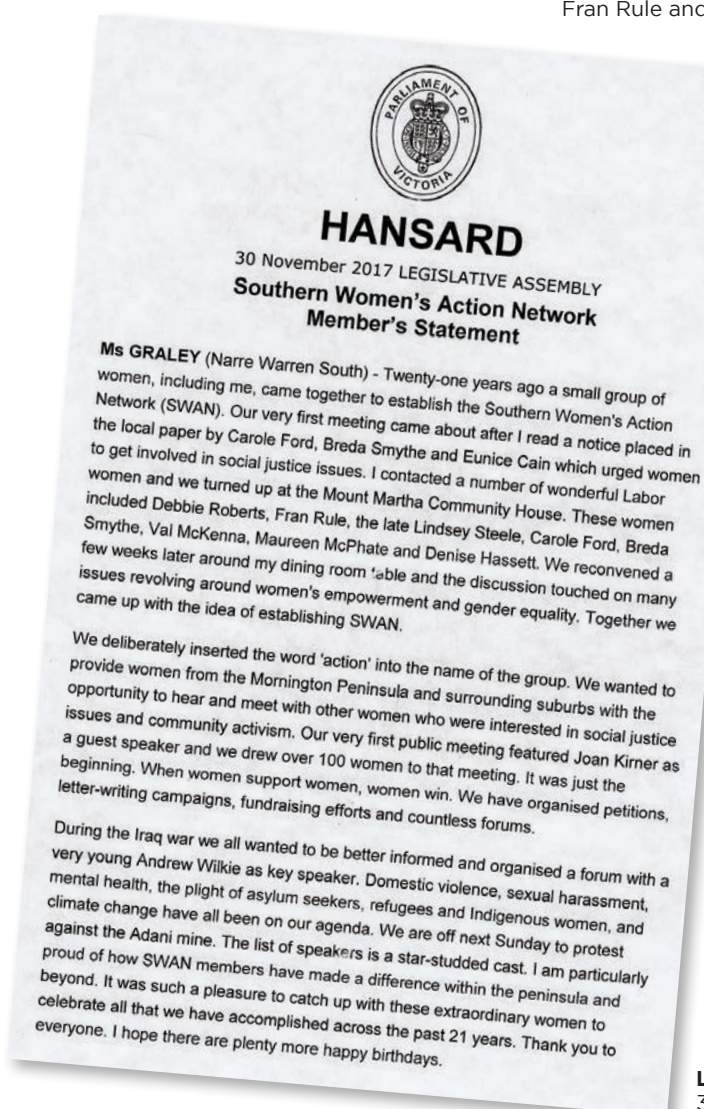 Fran Rule and
PARLIAMENT OF
VICTORIA
HANSARD
30 November 2017 LEGISLATIVE ASSEMBLY
Southern Women's Action Network
Member's Statement
Ms GRALEY (Narre Warren South) - Twenty-one years ago a small group of
women, including me, came together to establish the Southern Women's Action
Network (SWAN). Our very first meeting came about after I read a notice placed in
the local paper by Carole Ford, Breda Smythe and Eunice Cain which urged women
to get involved in social justice issues. I contacted a number of wonderful Labor
women and we turned up at the Mount Martha Community House. These women
included Debbie Roberts, Fran Rule, the late Lindsey Steele, Carole Ford, Breda
Smythe, Val McKenna, Maureen McPhate and Denise Hassett. We reconvened a
few weeks later around my dining room table and the discussion touched on many
issues revolving around women's empowerment and gender equality. Together we
came up with the idea of establishing SWAN.
We deliberately inserted the word 'action' into the name of the group. We wanted to
provide women from the Mornington Peninsula and surrounding suburbs with the
opportunity to hear and meet with other women who were interested in social justice
issues and community activism. Our very first public meeting featured Joan Kirner as
a guest speaker and we drew over 100 women to that meeting. It was just the
beginning. When women support women, women win. We have organised petitions,
letter-writing campaigns, fundraising efforts and countless forums.
During the Iraq war we all wanted to be better informed and organised a forum with a
very young Andrew Wilkie as key speaker. Domestic violence, sexual harassment,
mental health, the plight of asylum seekers, refugees and Indigenous women, and
climate change have all been on our agenda. We are off next Sunday to protest
against the Adani mine. The list of speakers is a star-studded cast. I am particularly
proud of how SWAN members have made a difference within the peninsula and
beyond. It was such a pleasure to catch up with these extraordinary women to
celebrate all that we have accomplished across the past 21 years. Thank you to
everyone. I hope there are plenty more happy birthdays.